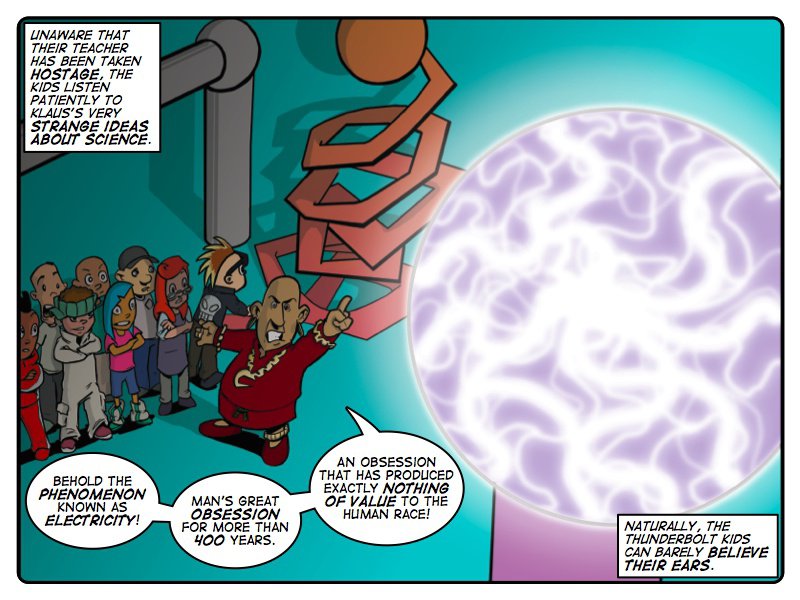 UNAWARE THAT
THEIR TEACHER
HAS BEEN TAKEN
HOSTAGE, THE
KIDS LISTEN
PATIENTLY TO
KLAUS'S VERY
STRANGE IDEAS
ABOUT SCIENCE.
BEHOLD THE
PHENOMENON
KNOWN AS
ELECTRICITY!
MAN'S GREAT
OBSESSION
FOR MORE THAN
400 YEARS.
AN OBSESSION
THAT HAS PRODUCED
EXACTLY NOTHING
OF VALUE TO THE
HUMAN RACE!
NATURALLY, THE
THUNDERBOLT KIDS
CAN BARELY BELIEVE
THEIR EARS.